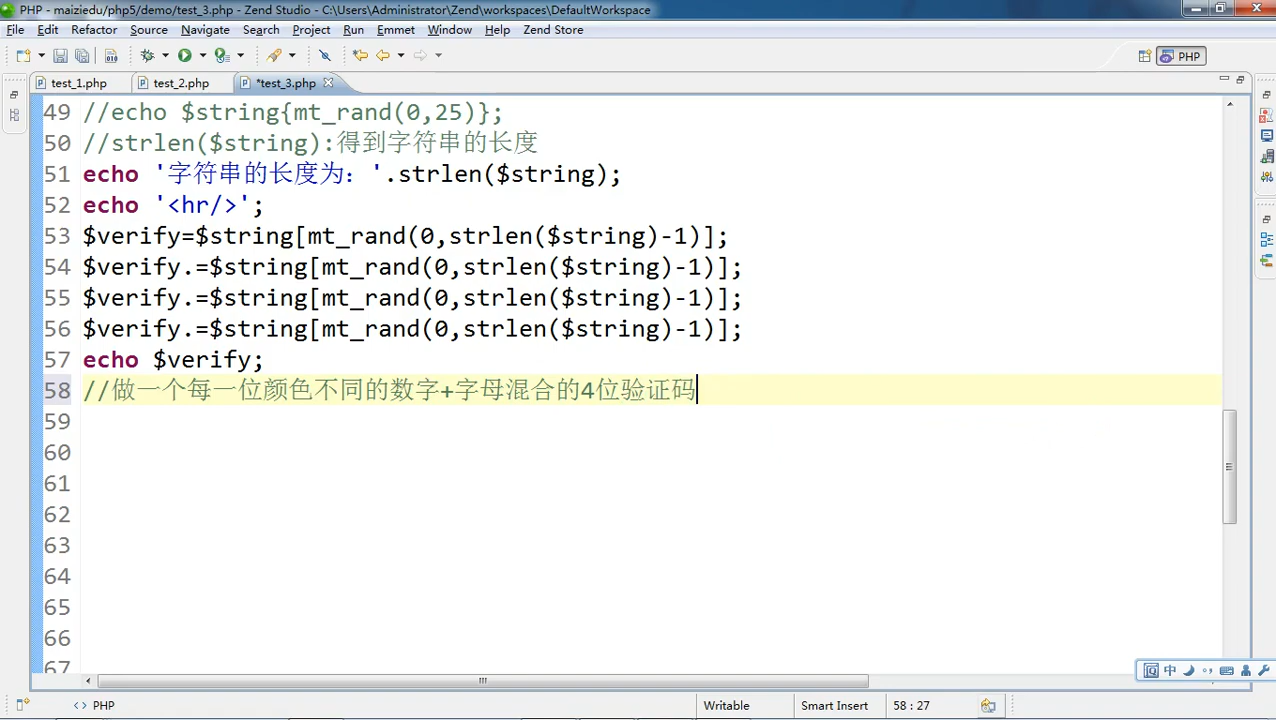 PHP - maiziedu/php5/demo/test_3.php - Zend Studio - C:\Users\Administrator\Zend\workspaces\DefaultWorkspace
File Edit Refactor Source Navigate Search Project Run Emmet Window Help Zend Store
PHP
test_1.php test_2.php *test_3.php
49 //echo $string{mt_rand(0,25)};
50 //strlen($string):得到字符串的长度
51 echo '字符串的长度为：'.strlen($string);
52 echo '<hr/>';
53 $verify=$string[mt_rand(0,strlen($string)-1)];
54 $verify.=$string[mt_rand(0,strlen($string)-1)];
55 $verify.=$string[mt_rand(0,strlen($string)-1)];
56 $verify.=$string[mt_rand(0,strlen($string)-1)];
57 echo $verify;
58 //做一个每一位颜色不同的数字+字母混合的4位验证码
59
60
61
62
63
64
65
66
67
中
<> PHP Writable Smart Insert 58 : 27